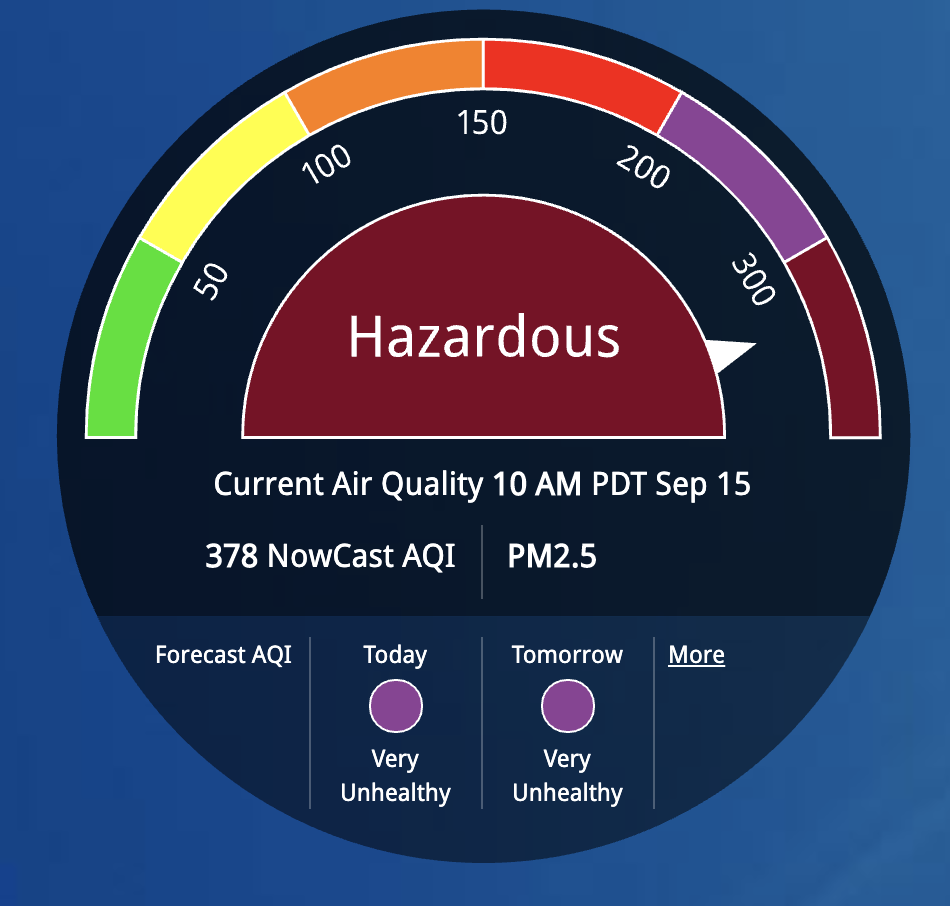 50
100
150
200
300
Hazardous
Current Air Quality 10 AM PDT Sep 15
378 NowCast AQI PM2.5
Forecast AQI Today Tomorrow More
Very Very
Unhealthy Unhealthy